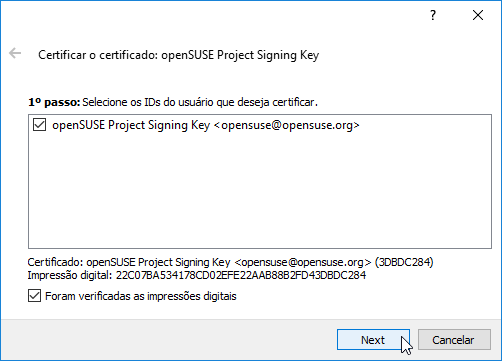 ?
Certificar o certificado: openSUSE Project Signing Key
1º passo: Selecione os IDs do usuário que deseja certificar.
openSUSE Project Signing Key <opensuse@opensuse.org>
Certificado: openSUSE Project Signing Key <opensuse@opensuse.org> (3DBDC284)
Impressão digital: 22C07BA534178CD02EFE22AAB88B2FD43DBDC284
Foram verificadas as impressões digitais
Next Cancelar